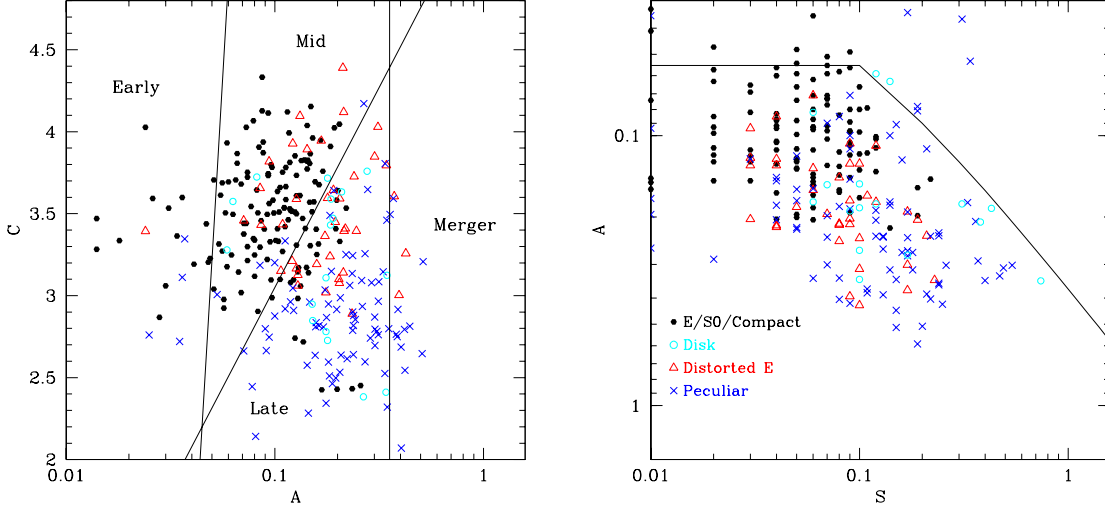 4.5
4
3.5
3
2.5
2
C
Early
Mid
Merger
Late
0.01
0.1
1
A
0.1
1
A
E/S0/Compact
Disk
Distorted E
Peculiar
0.01
0.1
1
S